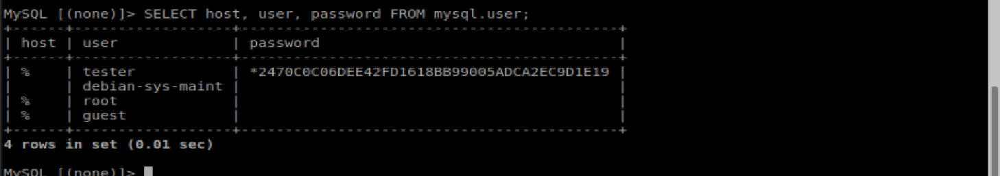 MySQL [(none)]> SELECT host, user, password FROM mysql.user;
+------+------------------+-------------------------------------------+
| host | user             | password                                  |
+------+------------------+-------------------------------------------+
| %    | tester           | *2470C0C06DEE42FD1618BB99005ADCA2EC9D1E19 |
|      | debian-sys-maint |                                           |
| %    | root             |                                           |
| %    | guest            |                                           |
+------+------------------+-------------------------------------------+
4 rows in set (0.01 sec)
MySQL [(none)]>